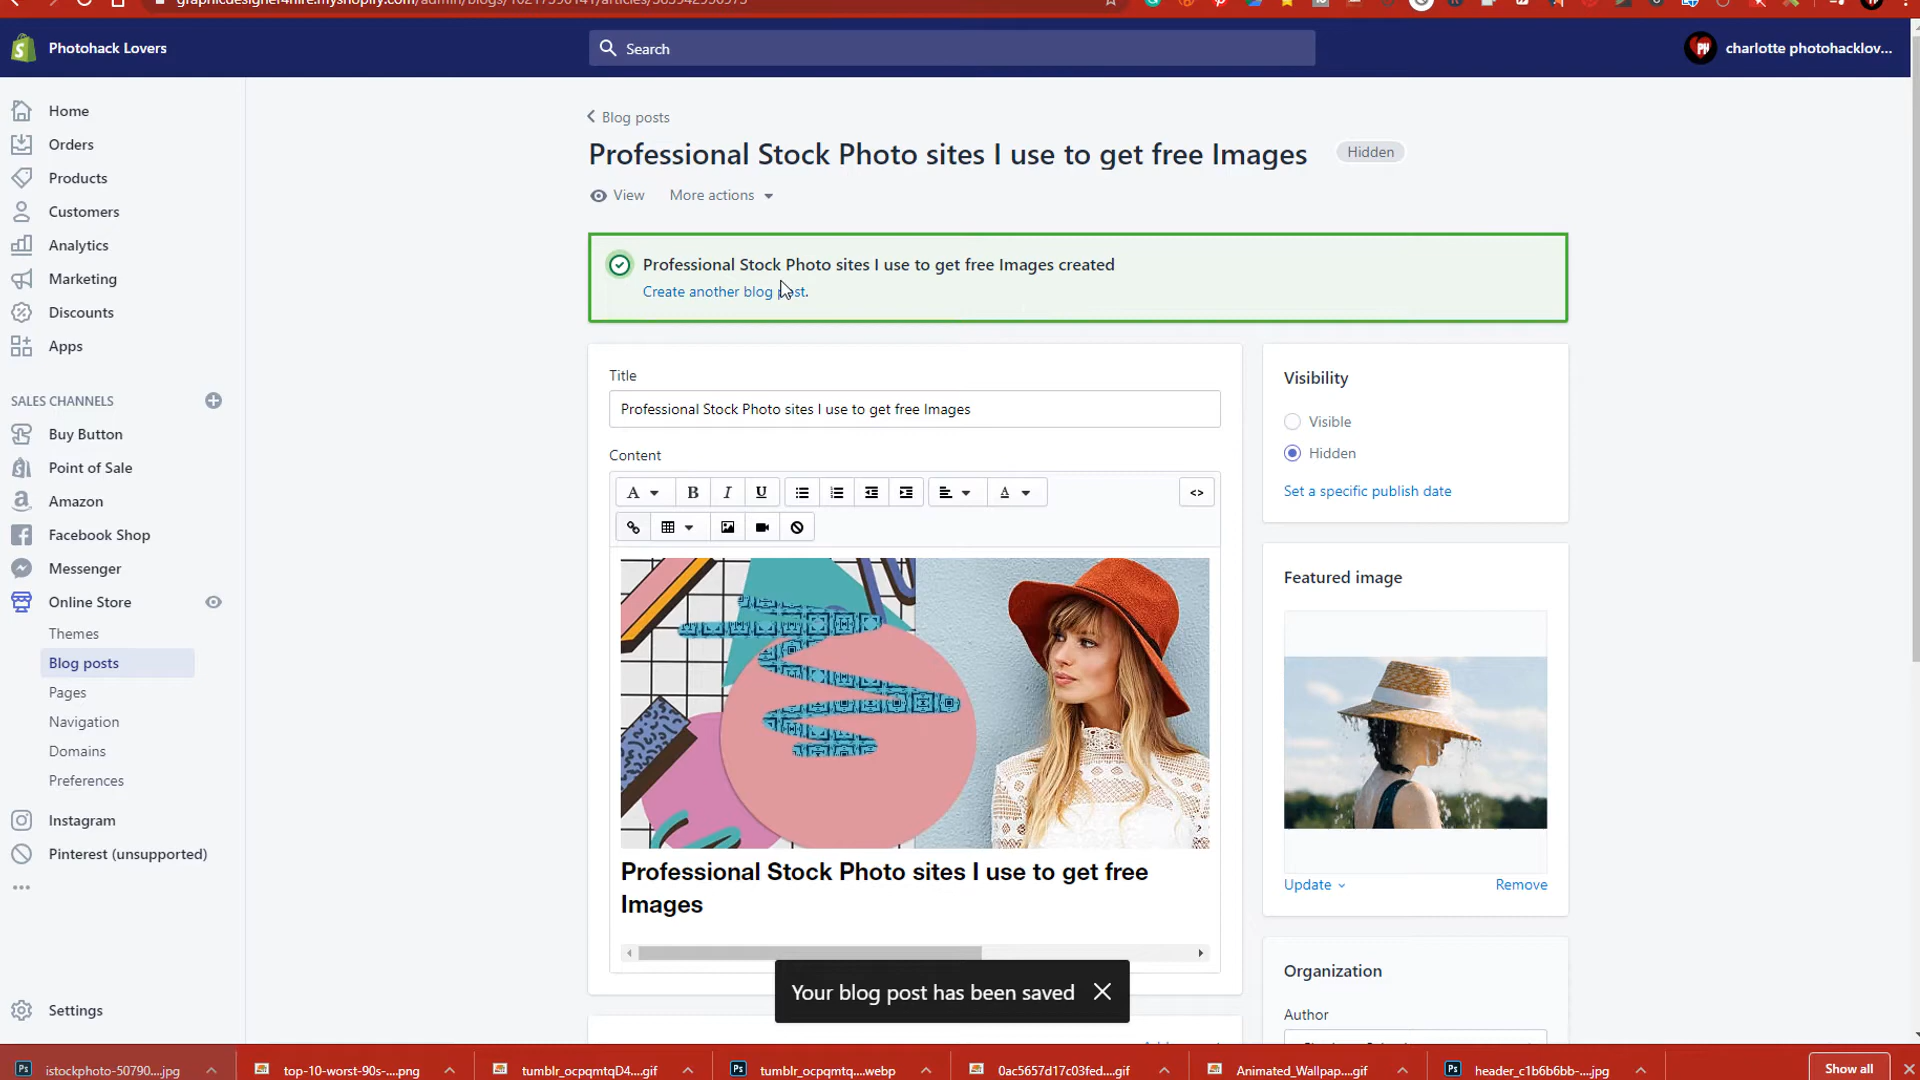 Photohack Lovers
Search
charlotte photohacklov...
Home
Orders
Products
Customers
Analytics
Marketing
Discounts
Apps
SALES CHANNELS
Buy Button
Point of Sale
Amazon
Facebook Shop
Messenger
Online Store
Themes
Blog posts
Pages
Navigation
Domains
Preferences
Instagram
Pinterest (unsupported)
Settings
Blog posts
Professional Stock Photo sites I use to get free Images
Hidden
View
More actions
Professional Stock Photo sites I use to get free Images created
Create another blog post.
Title
Professional Stock Photo sites I use to get free Images
Content
A
B
I
U
A
<>
Professional Stock Photo sites I use to get free
Images
Visibility
Visible
Hidden
Set a specific publish date
Featured image
Update
Remove
Organization
Author
Your blog post has been saved
istockphoto-50790....jpg
top-10-worst-90s-....png
tumblr_ocpqmtqD4....gif
tumblr_ocpqmtq....webp
0ac5657d17c03fed....gif
Animated_Wallpap....gif
header_c1b6b6bb-....jpg
Show all